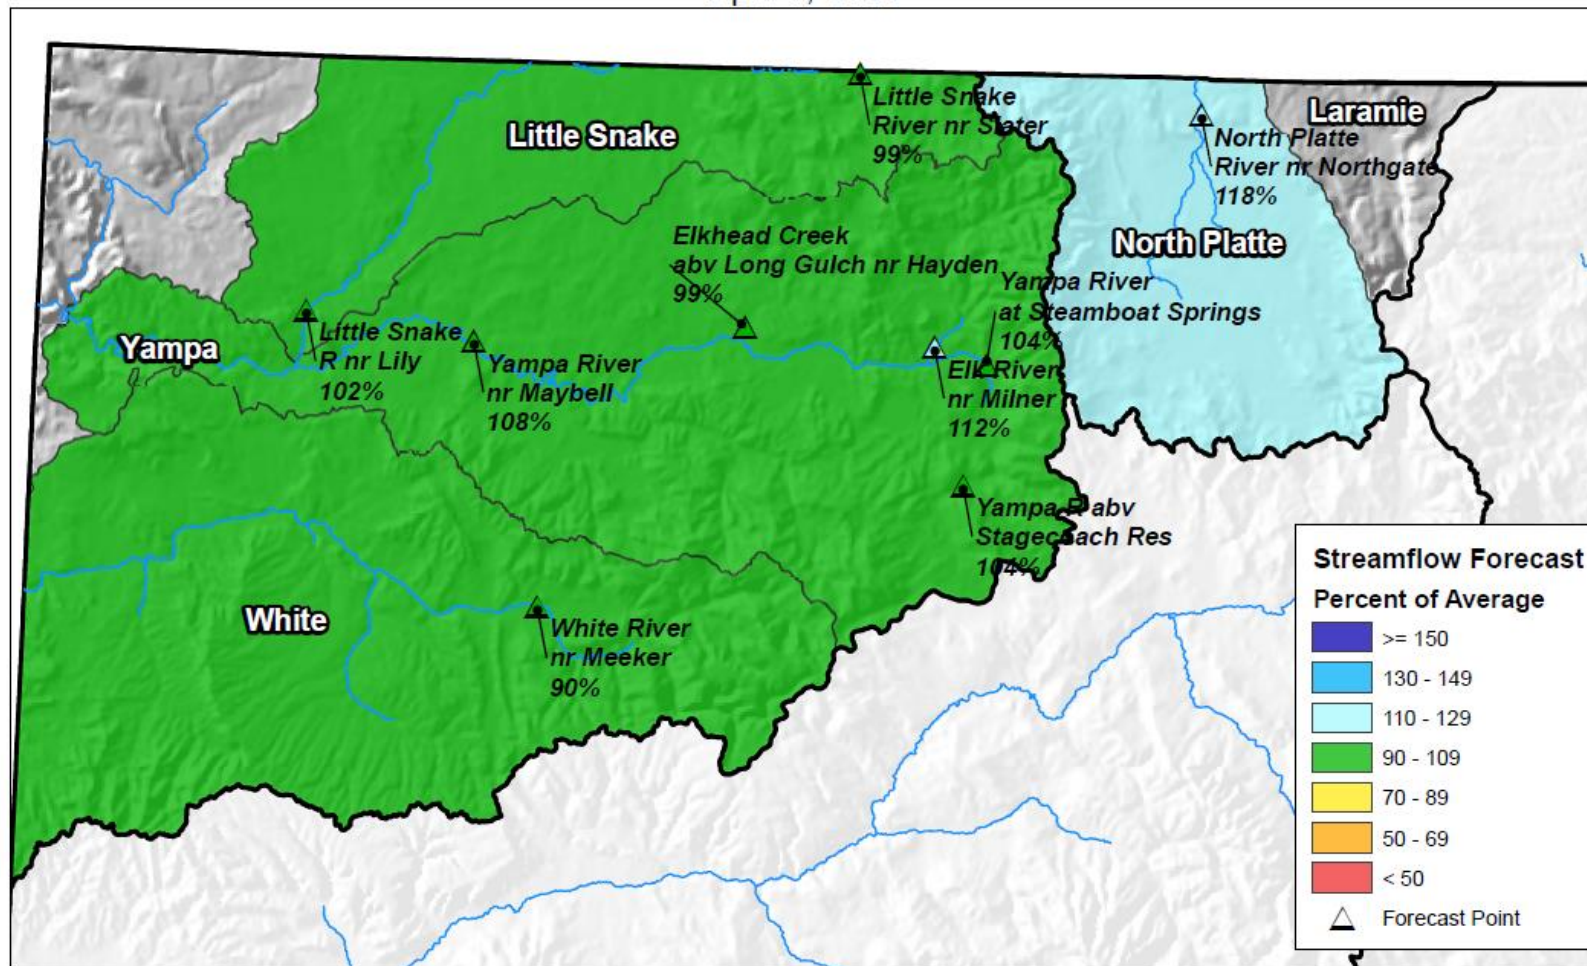 Little Snake
River nr Slater
99%
Laramie
Little Snake
North Platte
River nr Northgate
118%
North Platte
Elkhead Creek
abv Long Gulch nr Hayden
99%
Yampa River
at Steamboat Springs
104%
Yampa
Little Snake
R nr Lily
102%
Yampa River
nr Maybell
108%
Elk River
nr Milner
112%
Yampa R abv
Stagecoach Res
104%
White
White River
nr Meeker
90%
Streamflow Forecast
Percent of Average
>= 150
130 - 149
110 - 129
90 - 109
70 - 89
50 - 69
< 50
Forecast Point